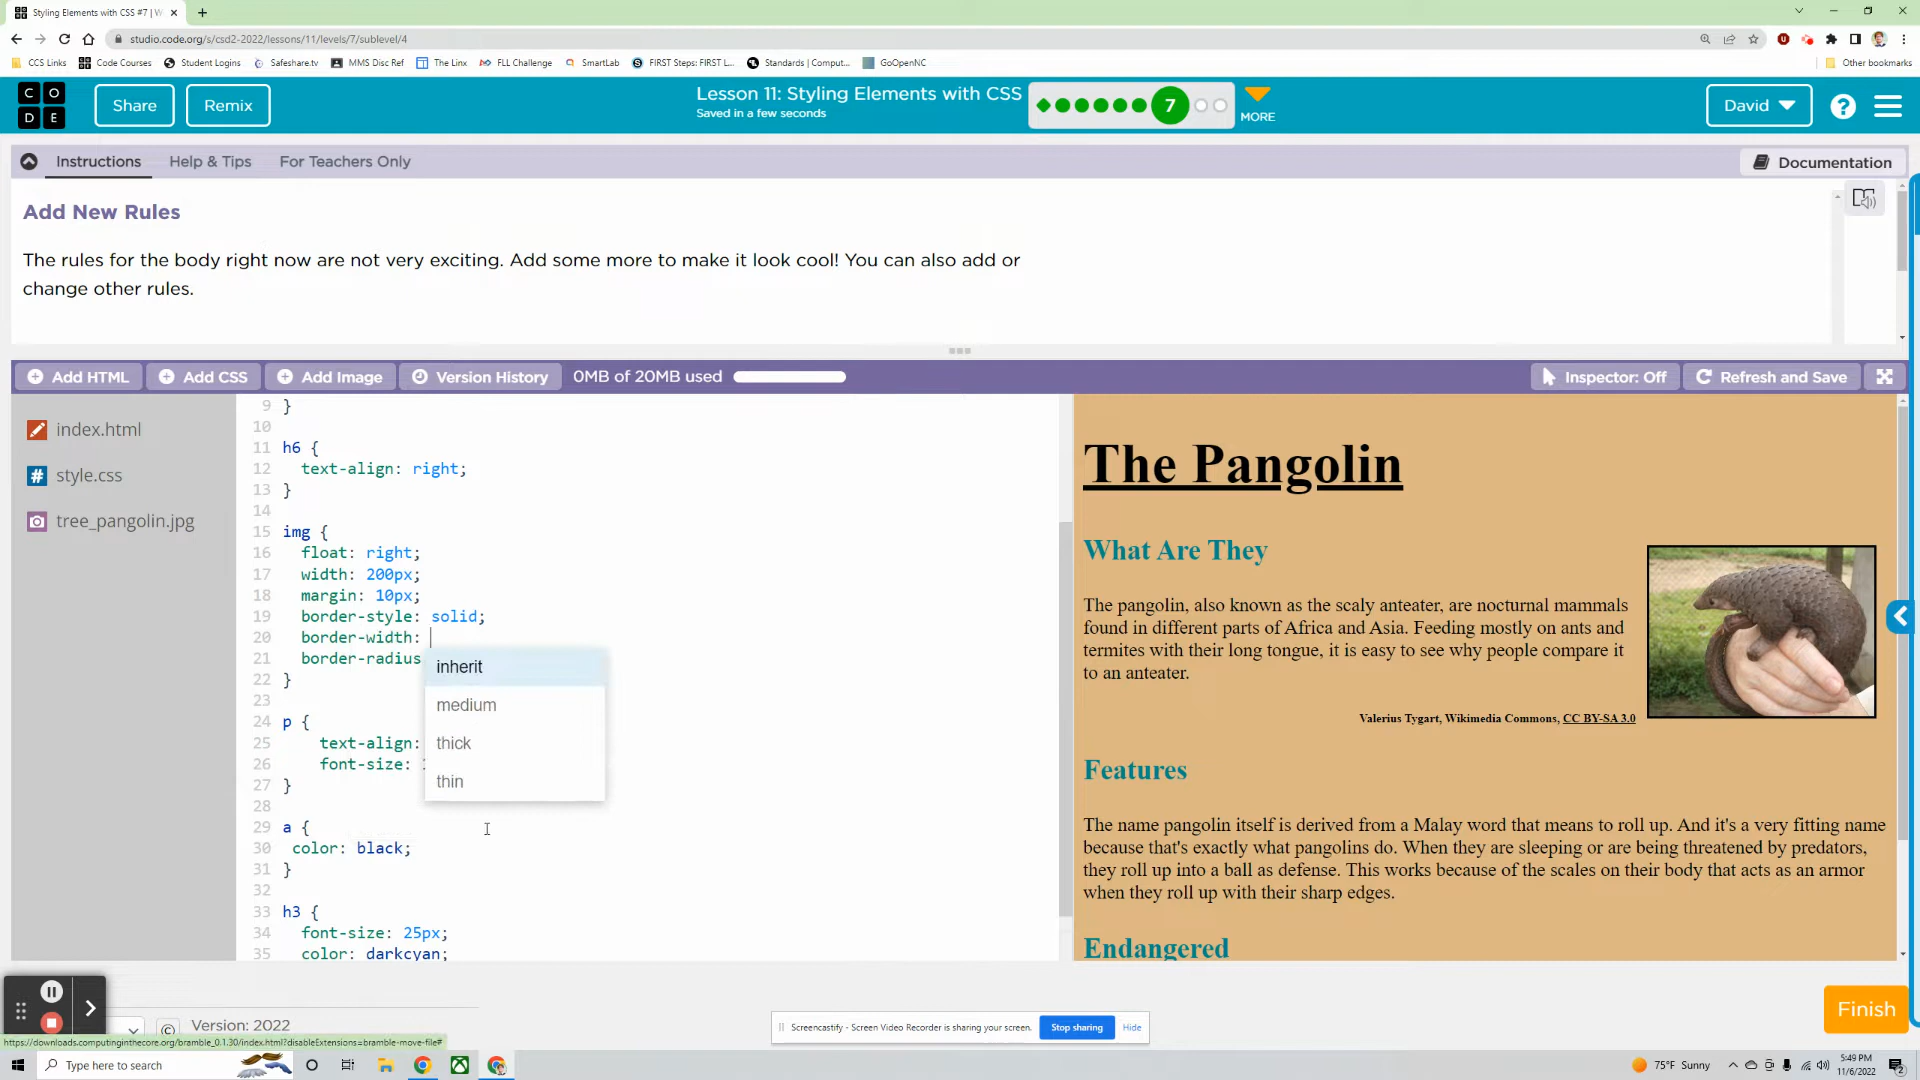 Styling Elements with CSS #7 | W
studio.code.org/s/csd2-2022/lessons/11/levels/7/sublevel/4
CCS Links
Code Courses
Student Logins
Safeshare.tv
MMS Disc Ref
The Linx
FLL Challenge
SmartLab
FIRST Steps: FIRST L...
Standards | Comput...
GoOpenNC
Other bookmarks
CO
DE
Share
Remix
Lesson 11: Styling Elements with CSS
Saved in a few seconds
7
MORE
David
?
Instructions
Help & Tips
For Teachers Only
Documentation
Add New Rules
The rules for the body right now are not very exciting. Add some more to make it look cool! You can also add or
change other rules.
Add HTML
Add CSS
Add Image
Version History
0MB of 20MB used
Inspector: Off
Refresh and Save
index.html
style.css
tree_pangolin.jpg
9 }
10
11 h6 {
12 text-align: right;
13 }
14
15 img {
16 float: right;
17 width: 200px;
18 margin: 10px;
19 border-style: solid;
20 border-width:
21 border-radius
22 }
23
24 p {
25 text-align:
26 font-size:
27 }
28
29 a {
30 color: black;
31 }
32
33 h3 {
34 font-size: 25px;
35 color: darkcyan;
inherit
medium
thick
thin
The Pangolin
What Are They
The pangolin, also known as the scaly anteater, are nocturnal mammals
found in different parts of Africa and Asia. Feeding mostly on ants and
termites with their long tongue, it is easy to see why people compare it
to an anteater.
Valerius Tygart, Wikimedia Commons, CC BY-SA 3.0
Features
The name pangolin itself is derived from a Malay word that means to roll up. And it's a very fitting name
because that's exactly what pangolins do. When they are sleeping or are being threatened by predators,
they roll up into a ball as defense. This works because of the scales on their body that acts as an armor
when they roll up with their sharp edges.
Endangered
Finish
Version: 2022
https://downloads.computinginthecore.org/bramble_0.1.30/index.html?disableExtensions=bramble-move-file#
Screencastify - Screen Video Recorder is sharing your screen.
Stop sharing
Hide
Type here to search
75°F Sunny
5:49 PM
11/6/2022